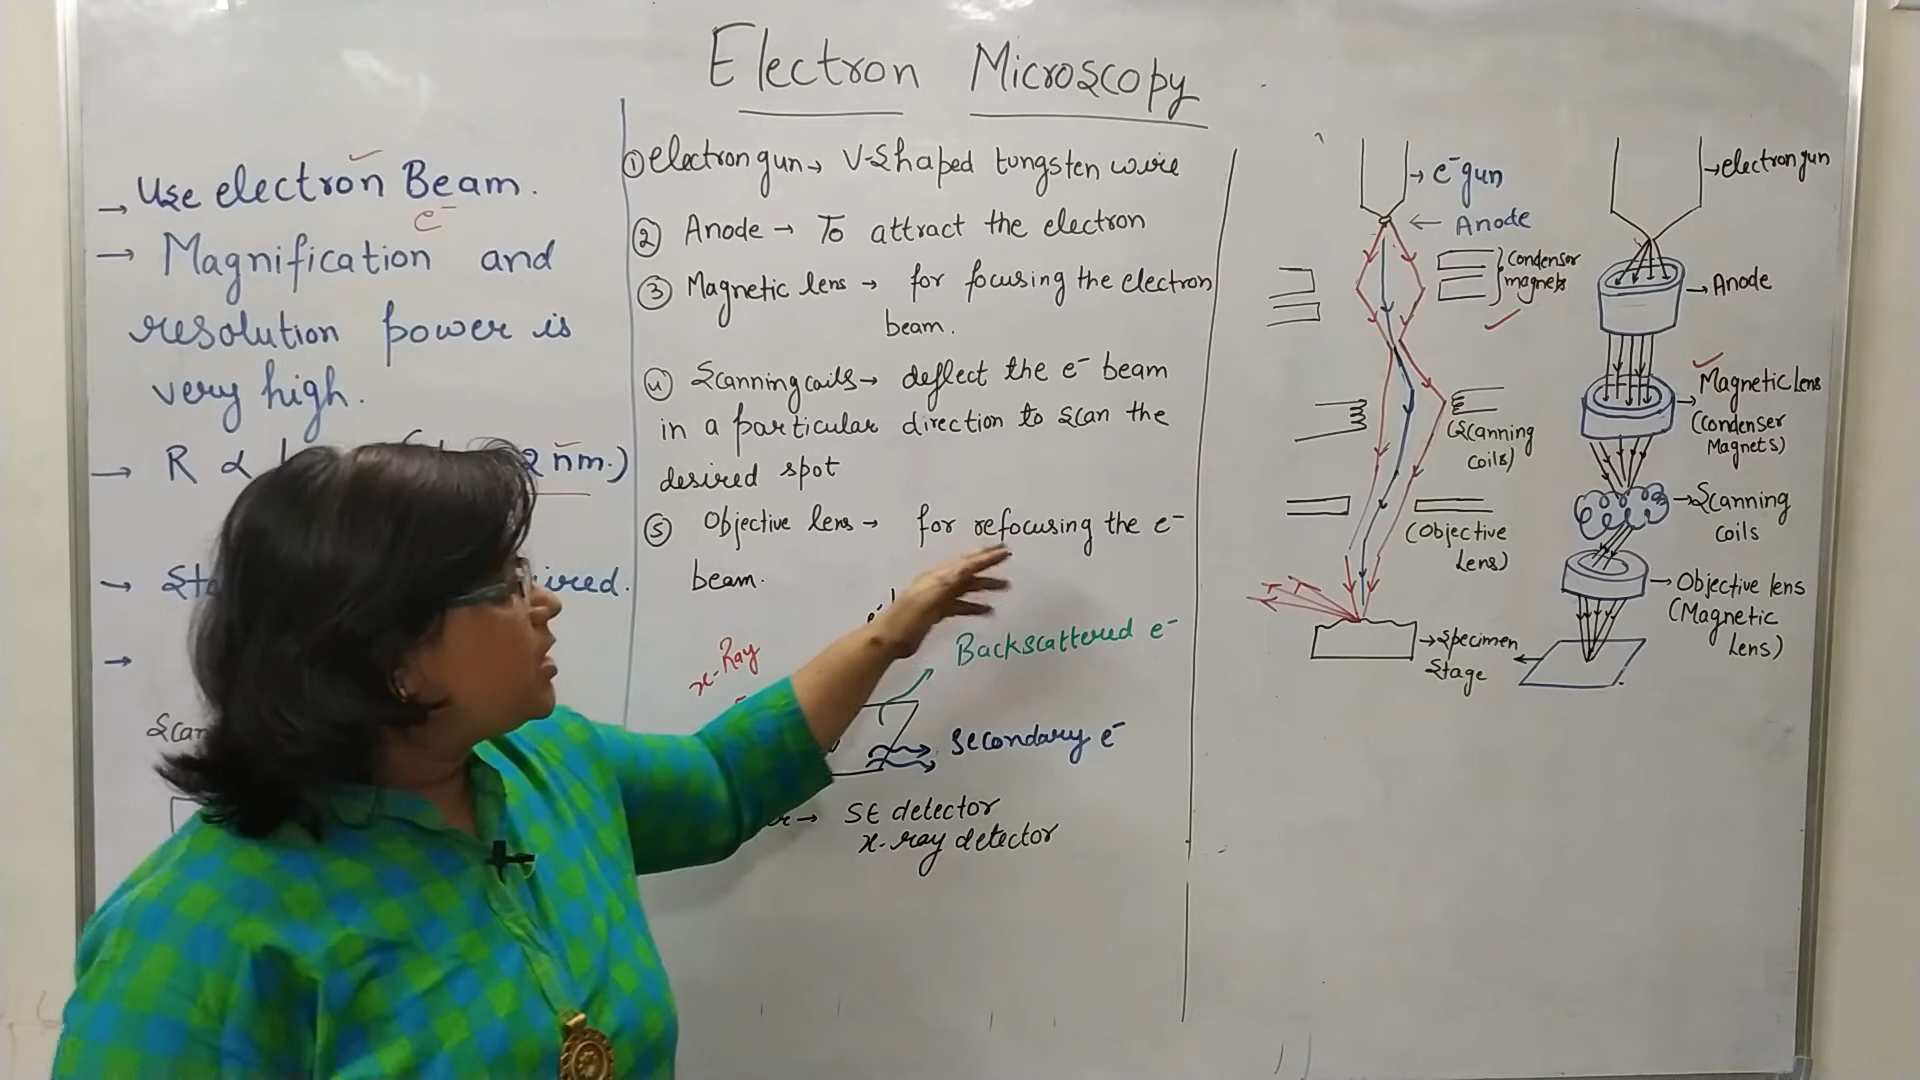 Electron Microscopy
→ Use electron Beam.
e⁻
→ Magnification and
resolution power is
very high.
→ R α 2 nm.)
→ ired.
→
① electron gun → V-Shaped tungsten wire
② Anode → To attract the electron
③ Magnetic lens → for focusing the electron
beam.
④ Scanning coils → deflect the e⁻ beam
in a particular direction to scan the
desired spot
⑤ Objective lens → for refocusing the e⁻
beam.
x-Ray
Backscattered e⁻
Secondary e⁻
→ SE detector
x-ray detector
→ e⁻ gun
← Anode
Condenser
magnets
(Scanning
coils)
(Objective
Lens)
→ Specimen
Stage
→ electron gun
→ Anode
→ Magnetic Lens
(Condenser
Magnets)
→ Scanning
coils
→ Objective lens
(Magnetic
Lens)